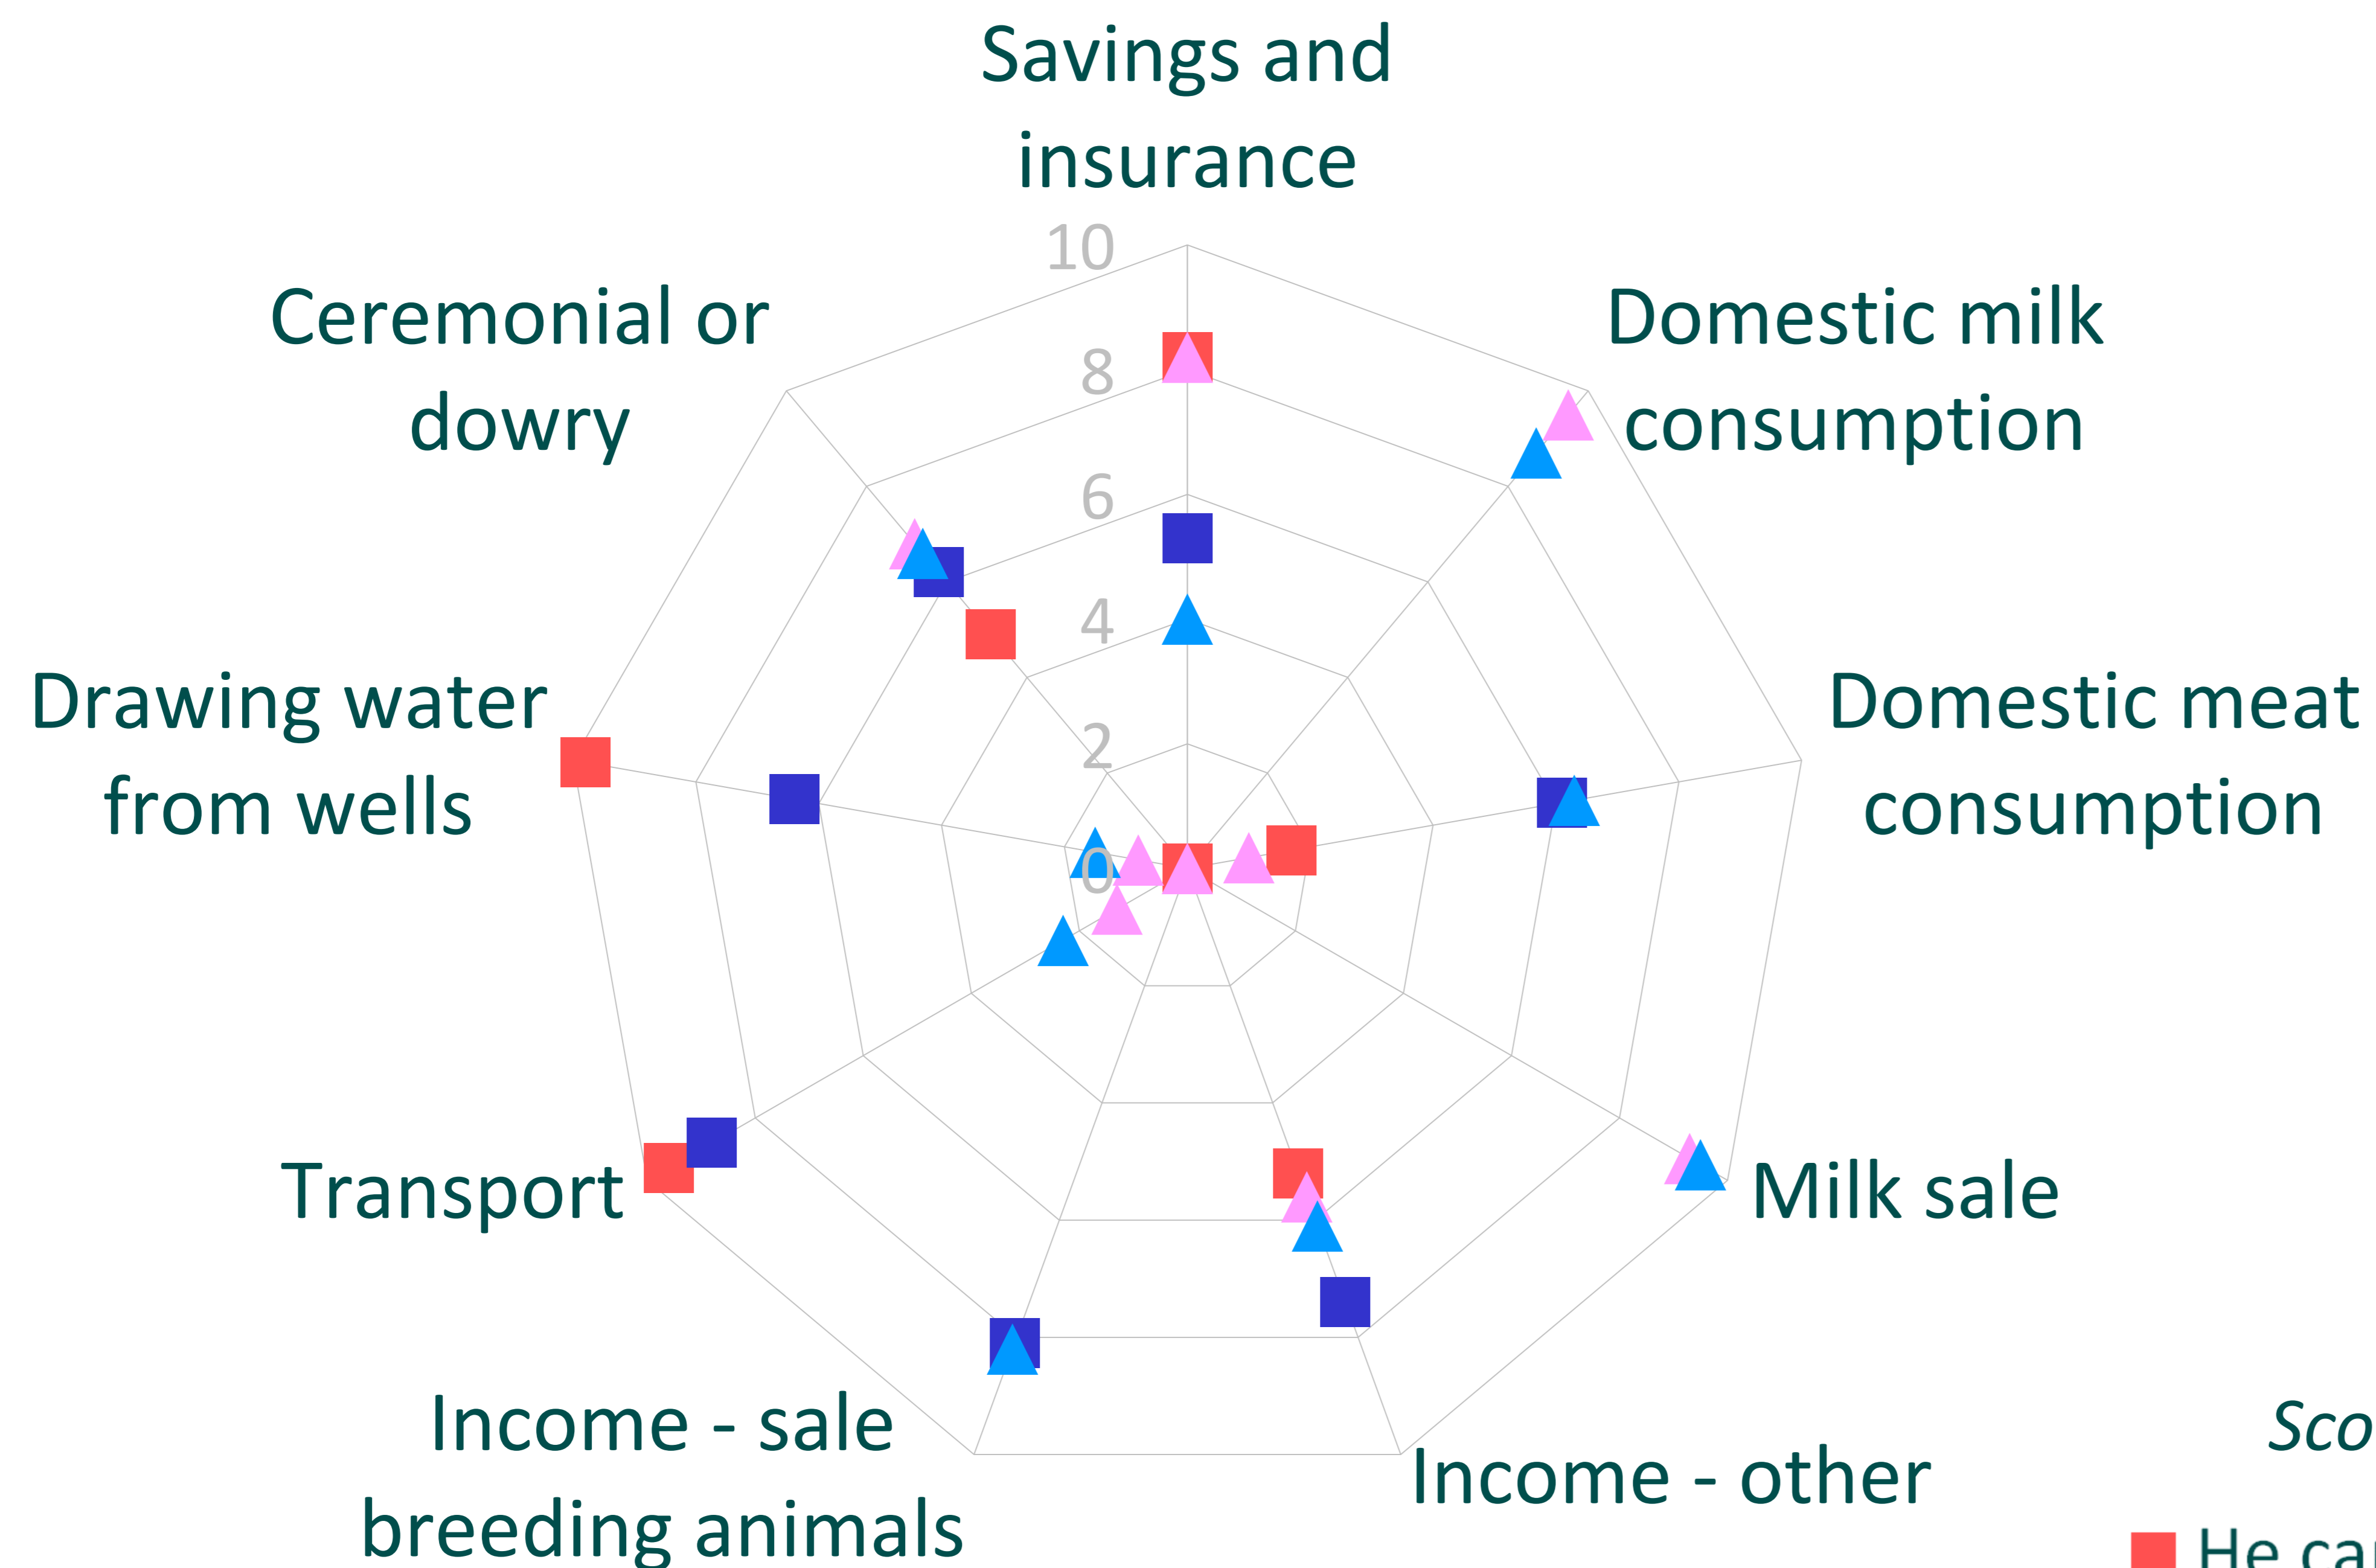 Savings and
insurance
10
8
6
4
2
0
Domestic milk
consumption
Domestic meat
consumption
Milk sale
Income - other
Income - sale
breeding animals
Transport
Drawing water
from wells
Ceremonial or
dowry
He